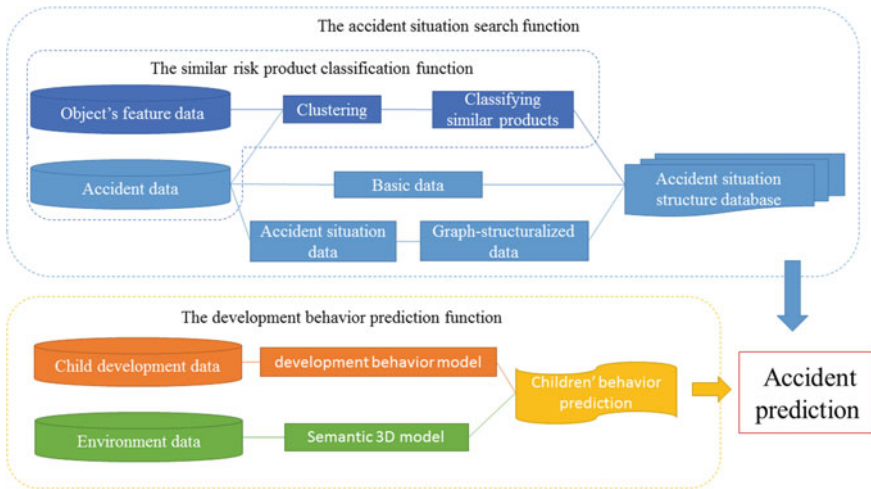 The accident situation search function
The similar risk product classification function
Object's feature data
Clustering
Classifying
similar products
Accident data
Basic data
Accident situation
structure database
Accident situation
data
Graph-structuralized
data
The development behavior prediction function
Child development data
development behavior model
Children' behavior
prediction
Environment data
Semantic 3D model
Accident
prediction